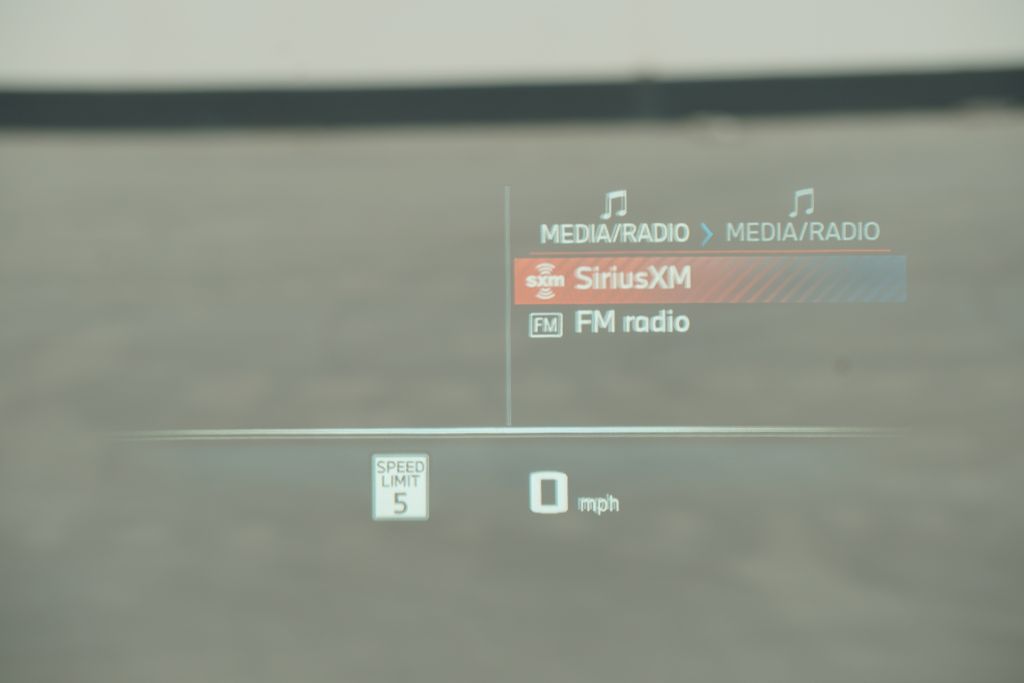 MEDIA/RADIO > MEDIA/RADIO
sxm SiriusXM
FM FM radio
SPEED
LIMIT
5
0 mph